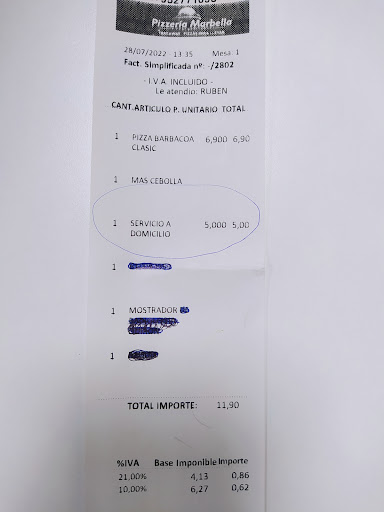 Pizzería Marbella
28/07/2022 13:35 Mesa: 1
Fact. Simplificada nº: -/2802
- I.V.A. INCLUIDO -
Le atendio: RUBEN
CANT.ARTICULO P. UNITARIO TOTAL
1 PIZZA BARBACOA 6,900 6,90
CLASIC
1 MAS CEBOLLA
1 SERVICIO A 5,000 5,00
DOMICILIO
1
1 MOSTRADOR
1
TOTAL IMPORTE: 11,90
%IVA Base Imponible Importe
21,00% 4,13 0,86
10,00% 6,27 0,62